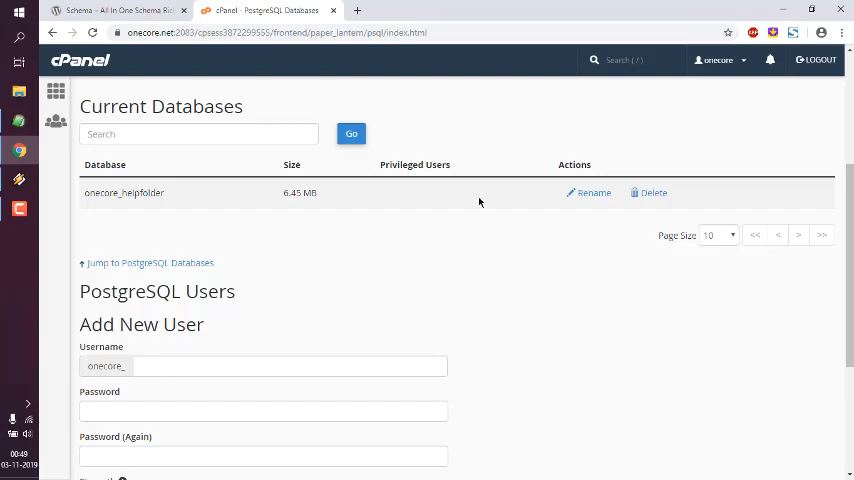 Schema – All In One Schema Rich
cPanel - PostgreSQL Databases
onecore.net:2083/cpsess3872299555/frontend/paper_lantern/psql/index.html
cPanel
Search ( / )
onecore
LOGOUT
Current Databases
Search
Go
Database
Size
Privileged Users
Actions
onecore_helpfolder
6.45 MB
Rename
Delete
Page Size
10
<<
<
>
>>
Jump to PostgreSQL Databases
PostgreSQL Users
Add New User
Username
onecore_
Password
Password (Again)
00:49
03-11-2019